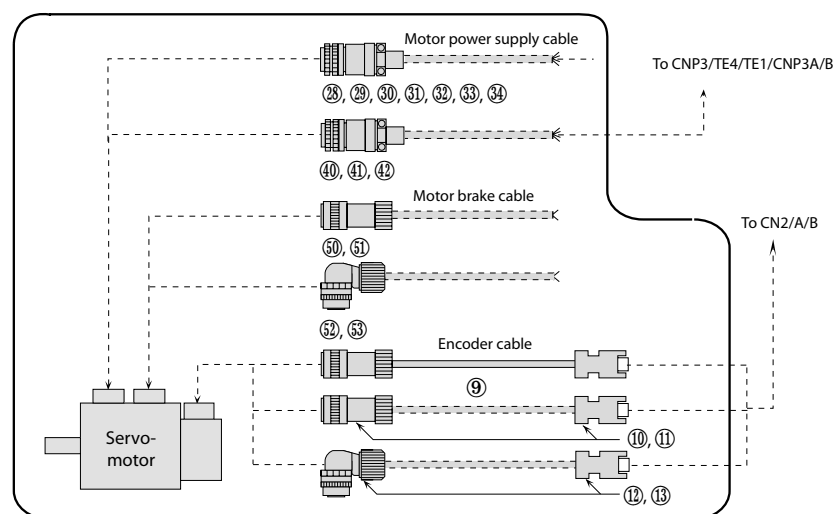 Motor power supply cable
To CNP3/TE4/TE1/CNP3A/B
㉘, ㉙, ㉚, ㉛, ㉜, ㉝, ㉞
㊵, ㊶, ㊷
Motor brake cable
To CN2/A/B
㊿, 51
52, 53
Encoder cable
⑨
⑩, ⑪
Servo-
motor
⑫, ⑬